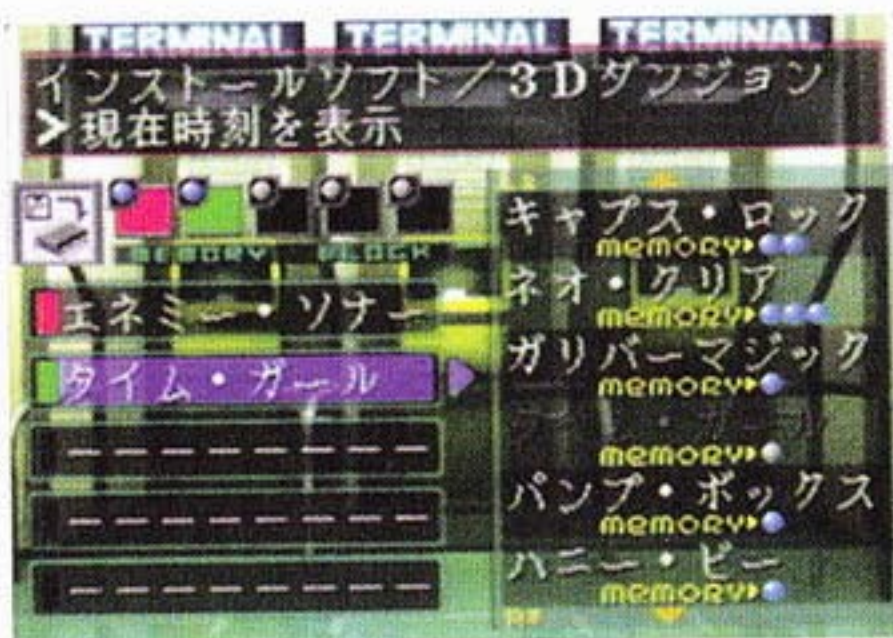 TERMINAL TERMINAL TERMINAL
インストールソフト/3Dダンジョン
>現在時刻を表示
MEMORY BLOCK
エネミー・ソナー
タイム・ガール
--------
--------
--------
キャプス・ロック
MEMORY
ネオ・クリア
MEMORY
ガリバーマジック
MEMORY
MEMORY
パンプ・ボックス
MEMORY
ハニー・ビー
MEMORY